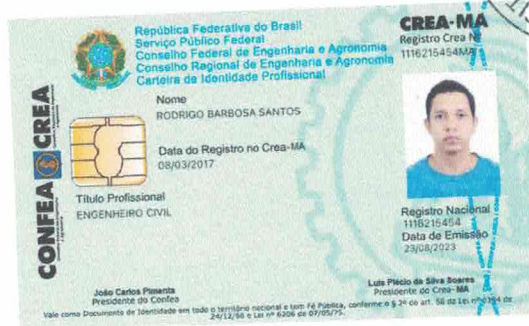 República Federativa do Brasil
Serviço Público Federal
Conselho Federal de Engenharia e Agronomia
Conselho Regional de Engenharia e Agronomia
Carteira de Identidade Profissional
CREA-MA
Registro Crea Nº
1116215454MA
CONFEA CREA
Nome
RODRIGO BARBOSA SANTOS
Data do Registro no Crea-MA
08/03/2017
Título Profissional
ENGENHEIRO CIVIL
Registro Nacional
1116215454
Data de Emissão
23/08/2023
João Carlos Pimenta
Presidente do Confea
Luis Plécio da Silva Soares
Presidente do Crea-MA
Vale como Documento de Identidade em todo o território nacional e tem Fé Pública, conforme o § 2º do art. 56 da Lei nº 5194 de
24/12/66 e Lei nº 6206 de 07/05/75.